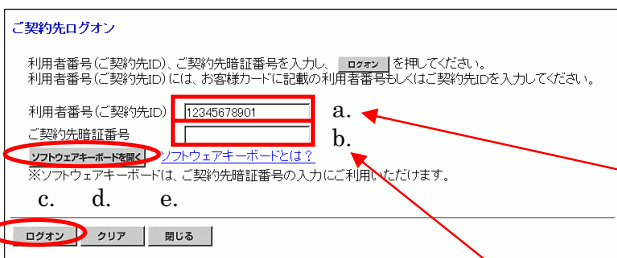 ご契約先ログオン
利用者番号(ご契約先ID)、ご契約先暗証番号を入力し、 ログオン を押してください。
利用者番号(ご契約先ID)には、お客様カードに記載の利用者番号もしくはご契約先IDを入力してください。
利用者番号(ご契約先ID) 12345678901 a.
ご契約先暗証番号 b.
ソフトウェアキーボードを開く ソフトウェアキーボードとは？
※ソフトウェアキーボードは、ご契約先暗証番号の入力にご利用いただけます。
c. d. e.
ログオン クリア 閉じる